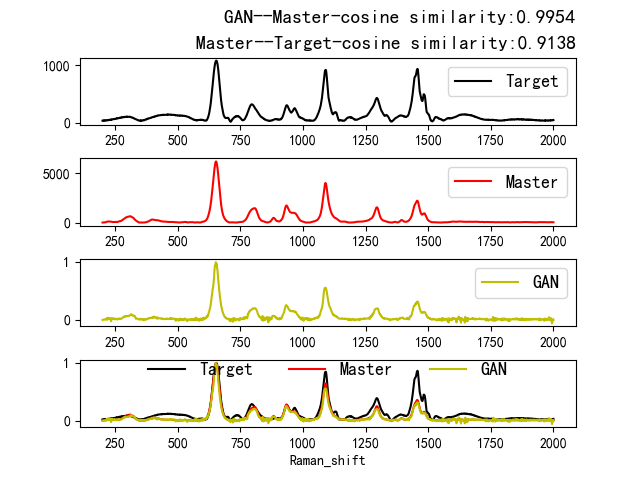 GAN--Master-cosine similarity:0.9954
Master--Target-cosine similarity:0.9138
1000
0
Target
250 500 750 1000 1250 1500 1750 2000
5000
0
Master
250 500 750 1000 1250 1500 1750 2000
1
0
GAN
250 500 750 1000 1250 1500 1750 2000
1
0
Target Master GAN
250 500 750 1000 1250 1500 1750 2000
Raman_shift